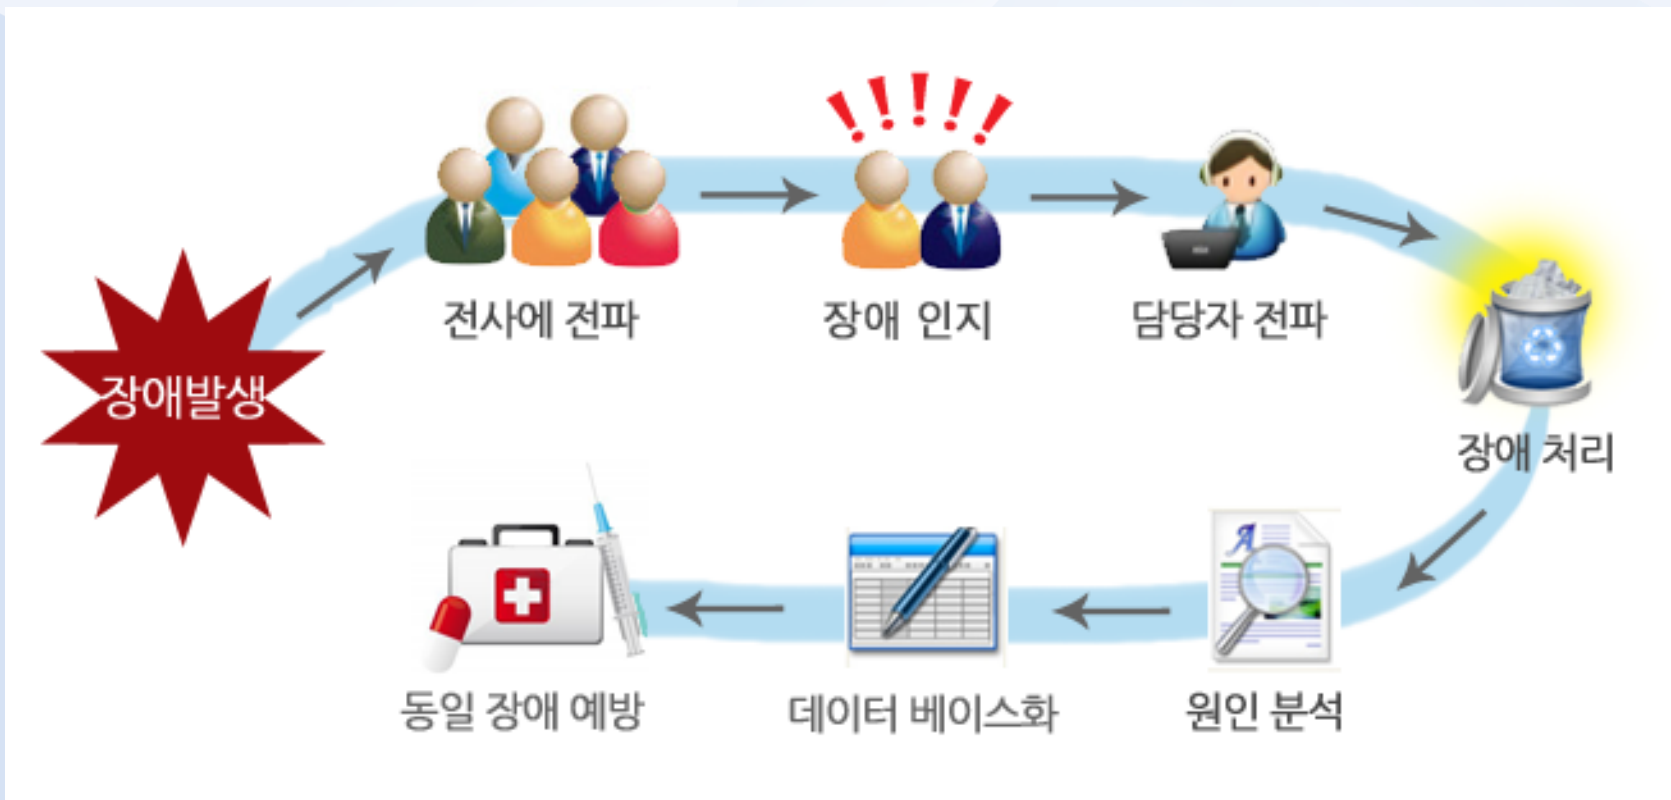 장애발생
전사에 전파
장애 인지
담당자 전파
장애 처리
원인 분석
데이터 베이스화
동일 장애 예방